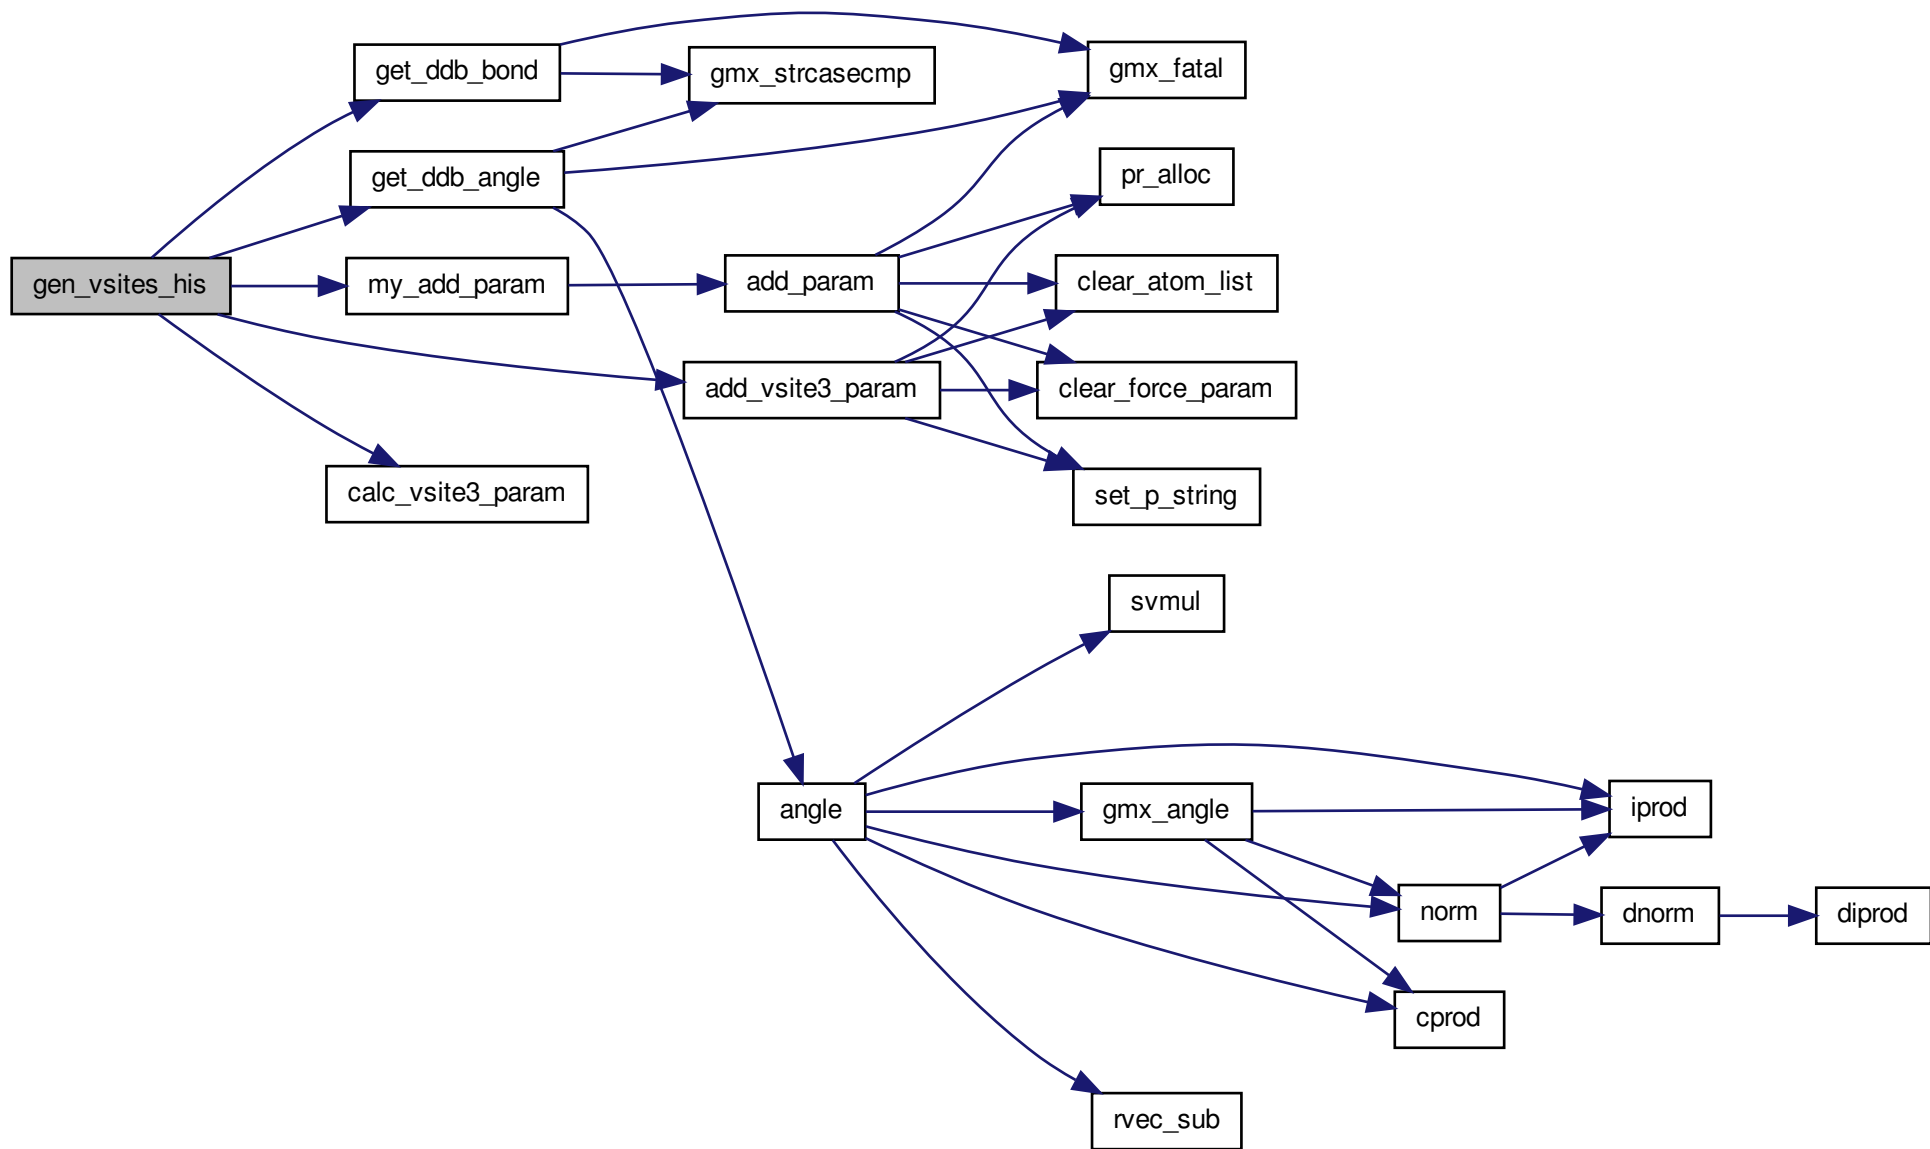 get_ddb_bond
gmx_strcasecmp
gmx_fatal
get_ddb_angle
pr_alloc
gen_vsites_his
my_add_param
add_param
clear_atom_list
add_vsite3_param
clear_force_param
calc_vsite3_param
set_p_string
svmul
angle
gmx_angle
iprod
norm
dnorm
diprod
cprod
rvec_sub